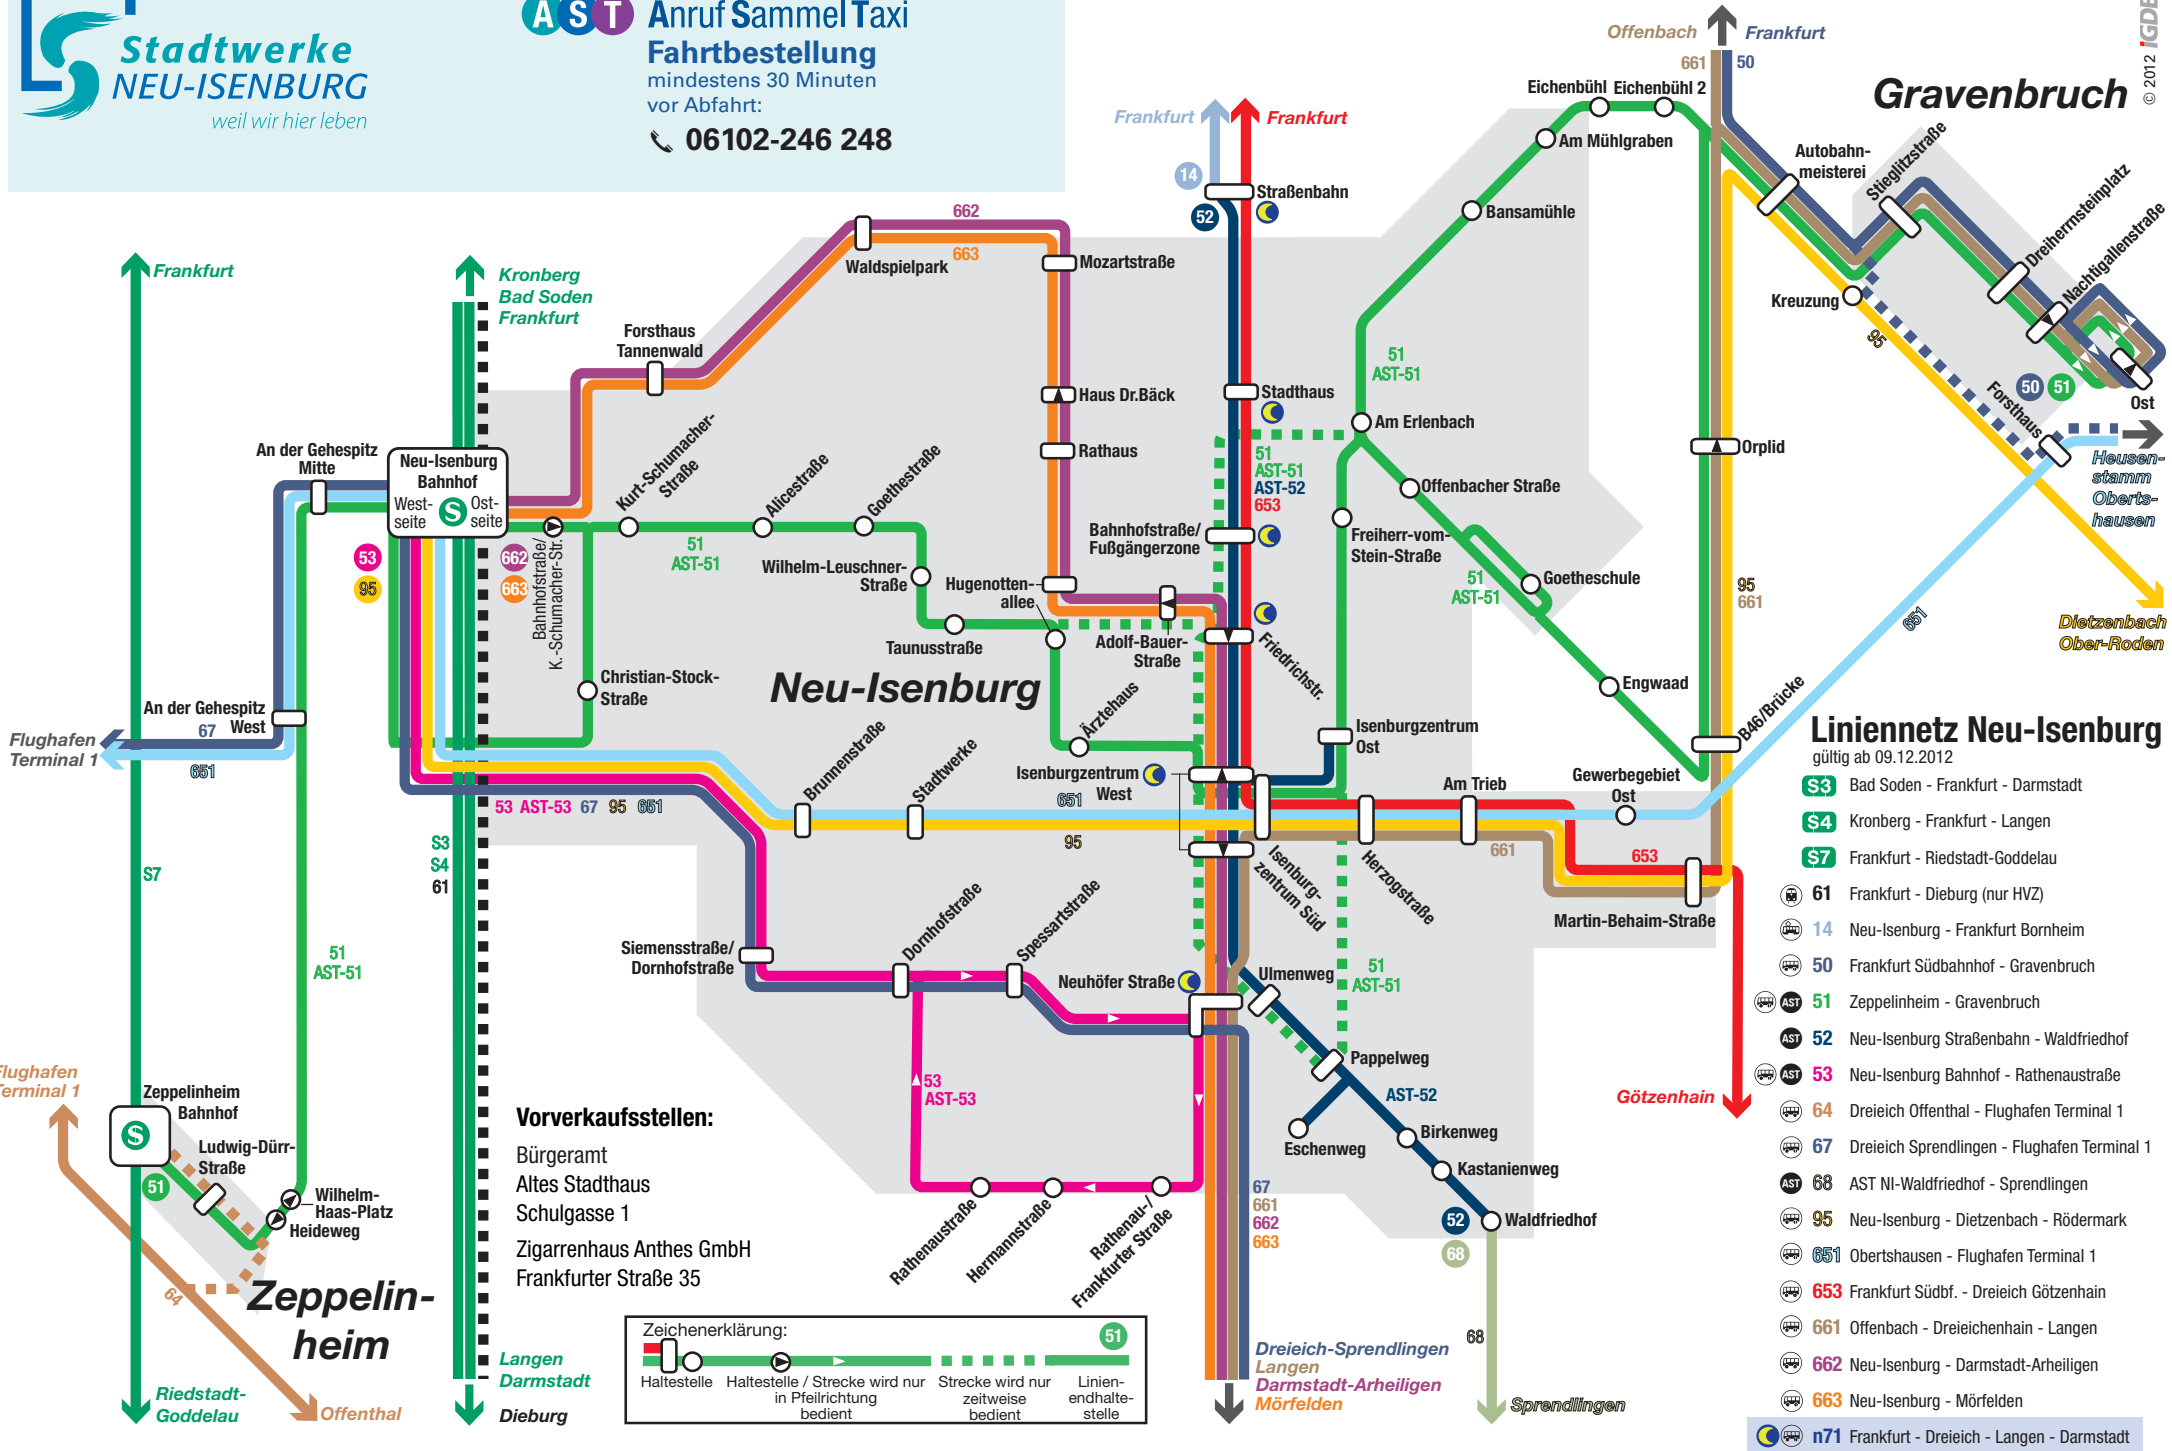 Stadtwerke
NEU-ISENBURG
weil wir hier leben
A S T Anruf Sammel Taxi
Fahrtbestellung
mindestens 30 Minuten
vor Abfahrt:
06102-246 248
Offenbach
Frankfurt
661
50
Gravenbruch
© 2012 iGDB
Eichenbühl
Eichenbühl 2
Am Mühlgraben
Bansamühle
Autobahn-
meisterei
Stieglitzstraße
Dreiherrnsteinplatz
Nachtigallenstraße
Kreuzung
95
Forsthaus
50
51
Ost
Heusen-
stamm
Oberts-
hausen
Dietzenbach
Ober-Roden
Frankfurt
Frankfurt
14
52
Straßenbahn
Stadthaus
51
AST-51
Am Erlenbach
Offenbacher Straße
Freiherr-vom-
Stein-Straße
Goetheschule
51
AST-51
Engwaad
Orplid
95
661
651
B46/Brücke
Frankfurt
Kronberg
Bad Soden
Frankfurt
662
663
Waldspielpark
Mozartstraße
Haus Dr.Bäck
Rathaus
Forsthaus
Tannenwald
An der Gehespitz
Mitte
Neu-Isenburg
Bahnhof
West-
seite
S
Ost-
seite
53
95
662
663
Bahnhofstraße/
K.-Schumacher-Str.
Kurt-Schumacher-
Straße
Alicestraße
Goethestraße
51
AST-51
Wilhelm-Leuschner-
Straße
Taunusstraße
Hugenotten-
allee
51
AST-51
AST-52
653
Bahnhofstraße/
Fußgängerzone
Adolf-Bauer-
Straße
Friedrichstr.
Christian-Stock-
Straße
Neu-Isenburg
Ärztehaus
Isenburgzentrum
Ost
Isenburgzentrum
West
An der Gehespitz
West
Flughafen
Terminal 1
67
651
53 AST-53 67 95 651
Brunnenstraße
Stadtwerke
651
95
Am Trieb
Gewerbegebiet
Ost
Isenburg-
zentrum Süd
Herzogstraße
661
653
Martin-Behaim-Straße
S7
S3
S4
61
51
AST-51
Siemensstraße/
Dornhofstraße
Dornhofstraße
Spessartstraße
Neuhöfer Straße
Ulmenweg
51
AST-51
Pappelweg
AST-52
Eschenweg
Birkenweg
Kastanienweg
Waldfriedhof
52
68
53
AST-53
Rathenaustraße
Hermannstraße
Rathenau-/
Frankfurter Straße
67
661
662
663
Götzenhain
Flughafen
Terminal 1
Zeppelinheim
Bahnhof
S
51
Ludwig-Dürr-
Straße
Wilhelm-
Haas-Platz
Heideweg
64
Zeppelin-
heim
Riedstadt-
Goddelau
Offenthal
Langen
Darmstadt
Dieburg
Vorverkaufsstellen:
Bürgeramt
Altes Stadthaus
Schulgasse 1
Zigarrenhaus Anthes GmbH
Frankfurter Straße 35
Zeichenerklärung:
51
Haltestelle
Haltestelle / Strecke wird nur
in Pfeilrichtung
bedient
Strecke wird nur
zeitweise
bedient
Linien-
endhalte-
stelle
Dreieich-Sprendlingen
Langen
Darmstadt-Arheiligen
Mörfelden
68
Sprendlingen
Liniennetz Neu-Isenburg
gültig ab 09.12.2012
S3 Bad Soden - Frankfurt - Darmstadt
S4 Kronberg - Frankfurt - Langen
S7 Frankfurt - Riedstadt-Goddelau
61 Frankfurt - Dieburg (nur HVZ)
14 Neu-Isenburg - Frankfurt Bornheim
50 Frankfurt Südbahnhof - Gravenbruch
AST 51 Zeppelinheim - Gravenbruch
AST 52 Neu-Isenburg Straßenbahn - Waldfriedhof
AST 53 Neu-Isenburg Bahnhof - Rathenaustraße
64 Dreieich Offenthal - Flughafen Terminal 1
67 Dreieich Sprendlingen - Flughafen Terminal 1
AST 68 AST NI-Waldfriedhof - Sprendlingen
95 Neu-Isenburg - Dietzenbach - Rödermark
651 Obertshausen - Flughafen Terminal 1
653 Frankfurt Südbf. - Dreieich Götzenhain
661 Offenbach - Dreieichenhain - Langen
662 Neu-Isenburg - Darmstadt-Arheiligen
663 Neu-Isenburg - Mörfelden
n71 Frankfurt - Dreieich - Langen - Darmstadt